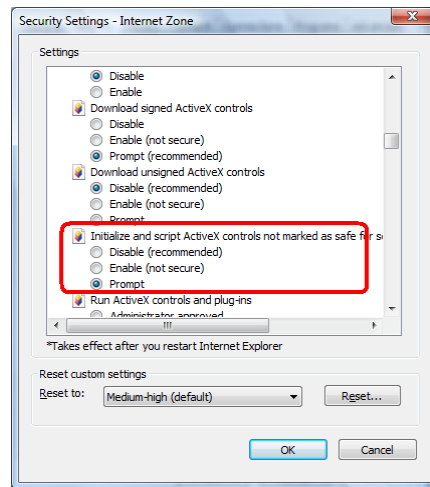 Security Settings - Internet Zone
Settings
Disable
Enable
Download signed ActiveX controls
Disable
Enable (not secure)
Prompt (recommended)
Download unsigned ActiveX controls
Disable (recommended)
Enable (not secure)
Prompt
Initialize and script ActiveX controls not marked as safe for s
Disable (recommended)
Enable (not secure)
Prompt
Run ActiveX controls and plug-ins
Administrator approved
*Takes effect after you restart Internet Explorer
Reset custom settings
Reset to: Medium-high (default) Reset...
OK Cancel